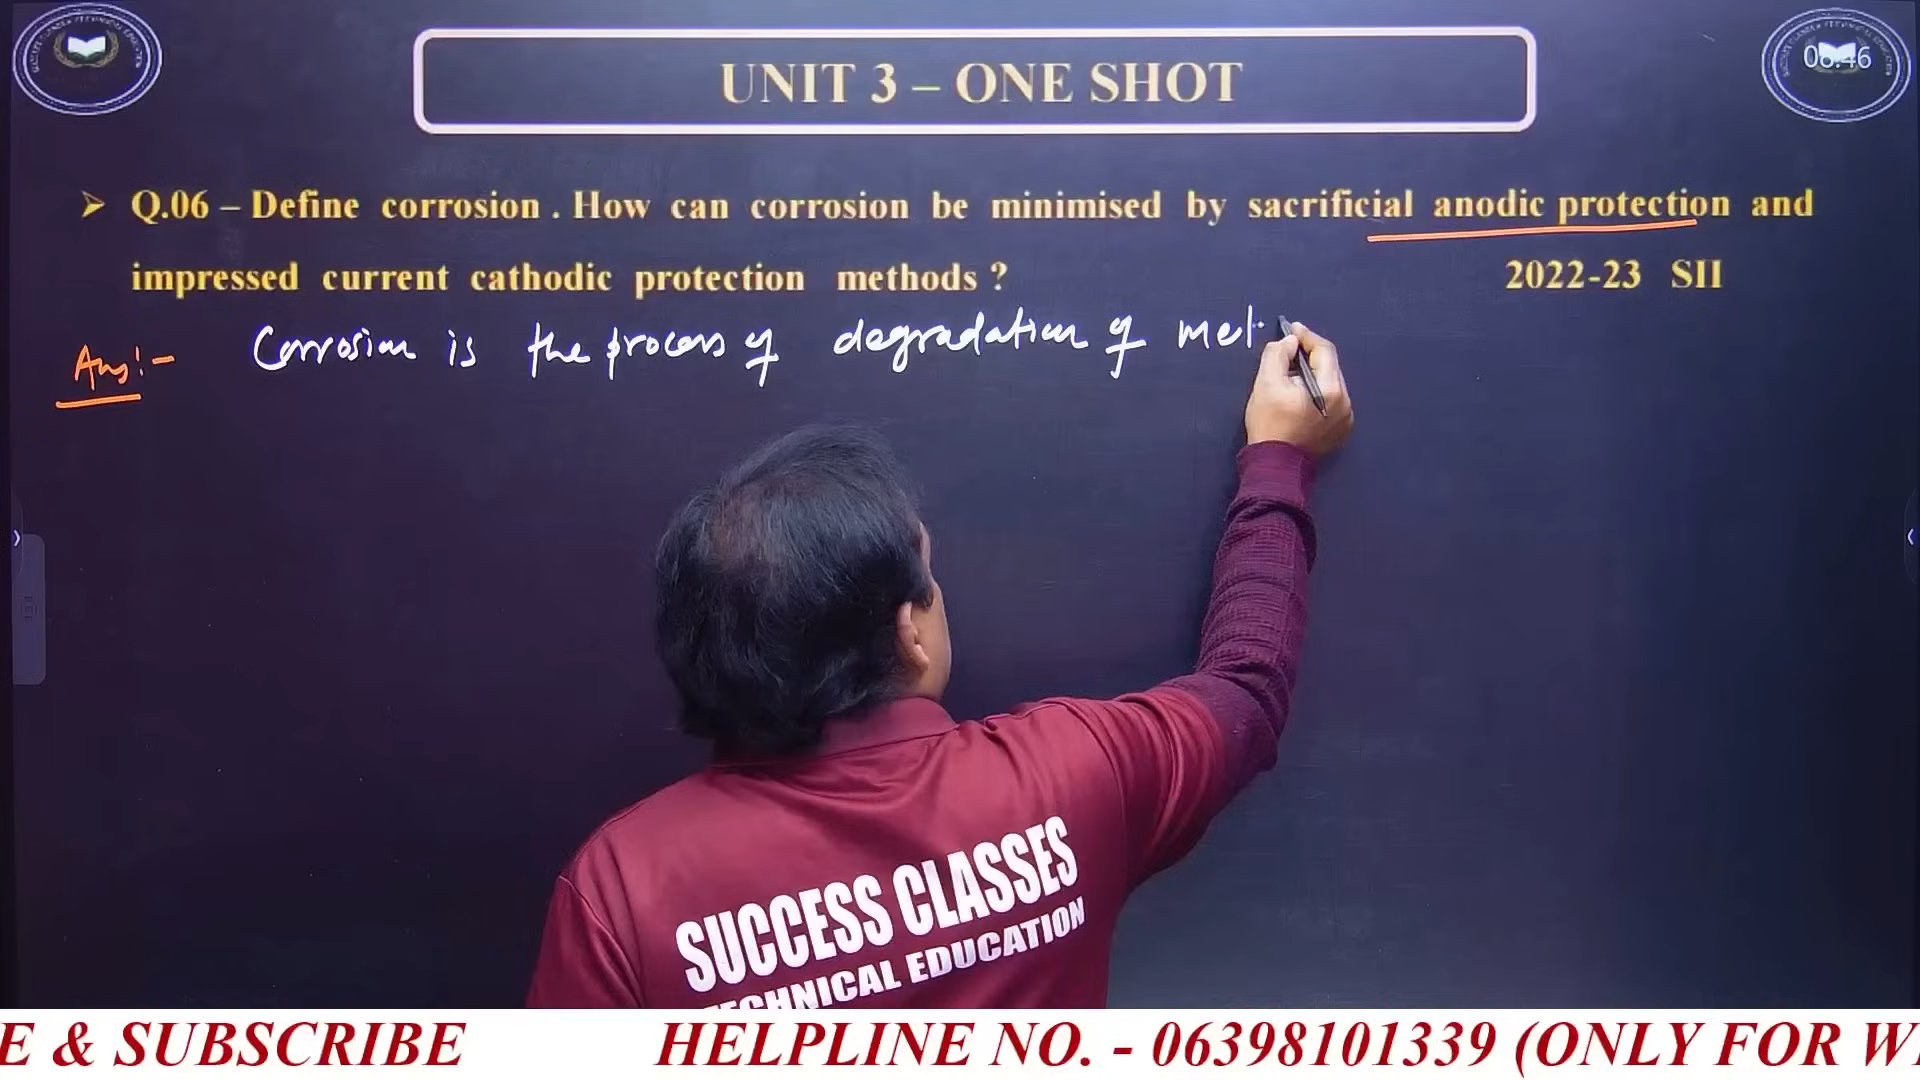 UNIT 3 – ONE SHOT
06:46
➢ Q.06 – Define corrosion . How can corrosion be minimised by sacrificial anodic protection and
impressed current cathodic protection methods ? 2022-23 SII
Ans:- Corrosion is the process of degradation of met
SUCCESS CLASSES
TECHNICAL EDUCATION
E & SUBSCRIBE HELPLINE NO. - 06398101339 (ONLY FOR W